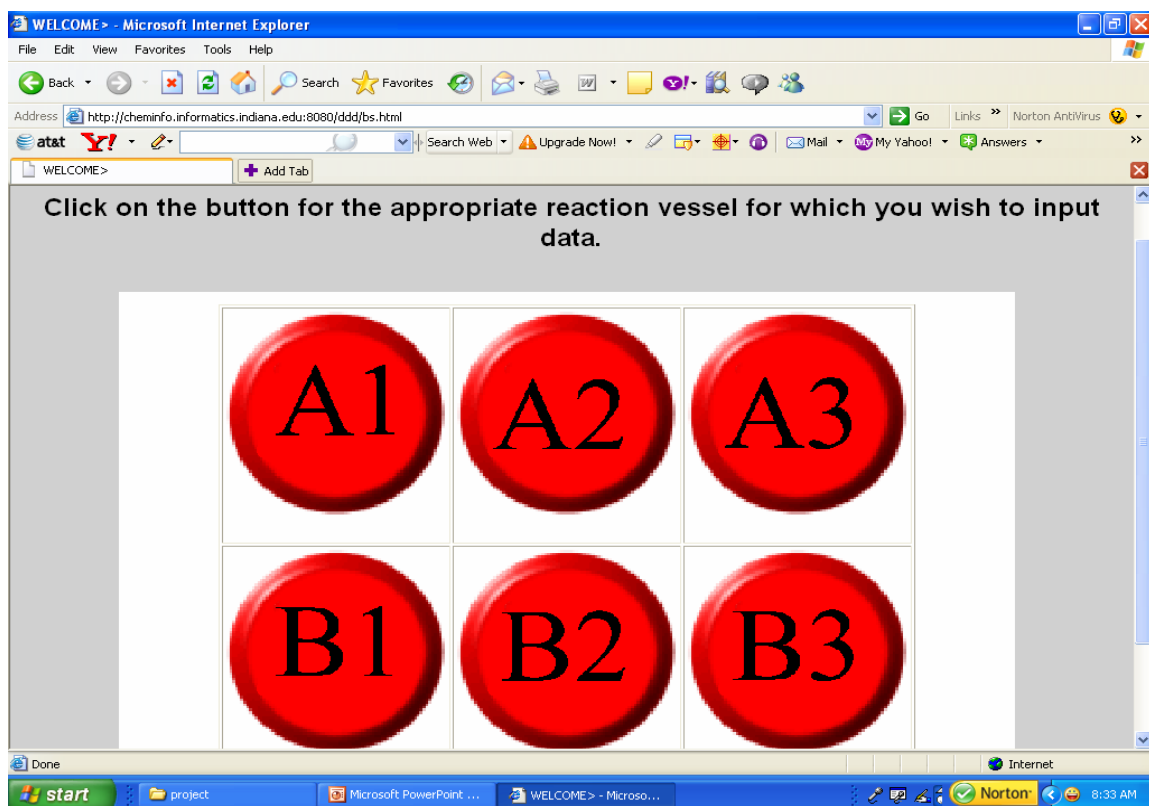 WELCOME> - Microsoft Internet Explorer
File Edit View Favorites Tools Help
Back Search Favorites
Address http://cheminfo.informatics.indiana.edu:8080/ddd/bs.html Go Links » Norton AntiVirus
at&t Y! Search Web Upgrade Now! My Mail My Yahoo! Answers »
WELCOME> Add Tab
Click on the button for the appropriate reaction vessel for which you wish to input
data.
A1 A2 A3
B1 B2 B3
Done Internet
start project Microsoft PowerPoint ... WELCOME> - Microso... Norton 8:33 AM